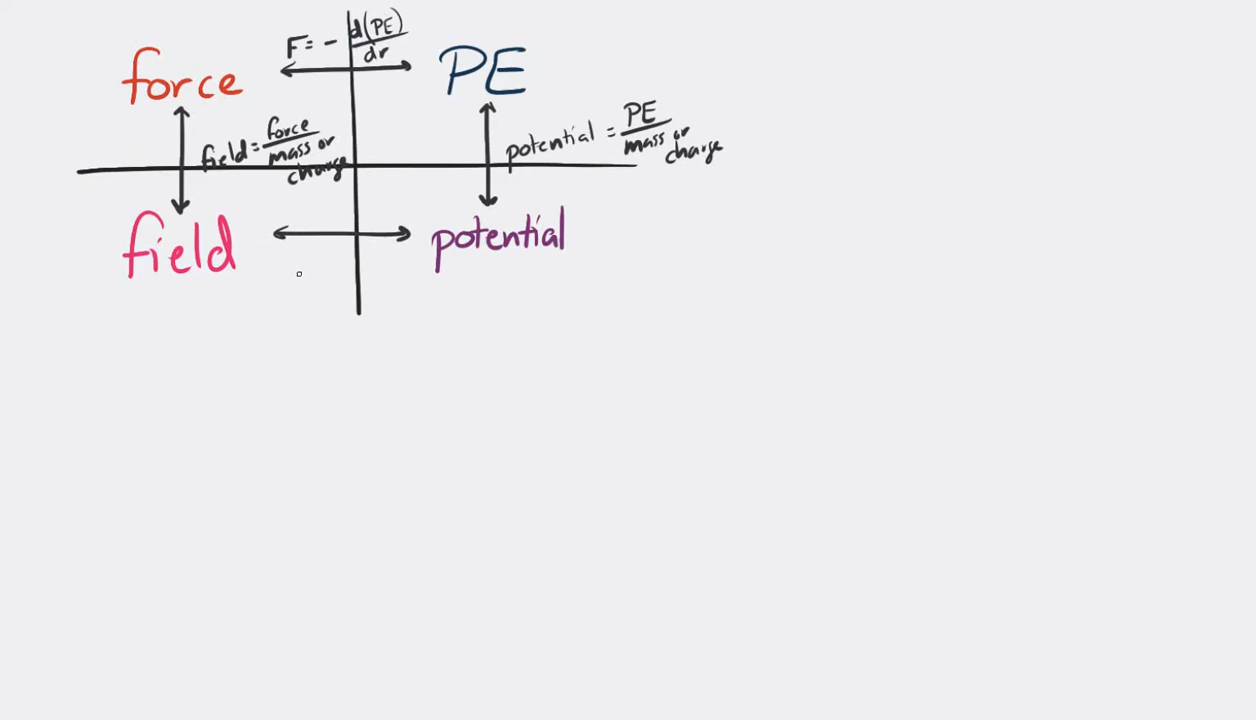 force
F = - d(PE)/dr
PE
field = force/mass or charge
potential = PE/mass or charge
field
potential